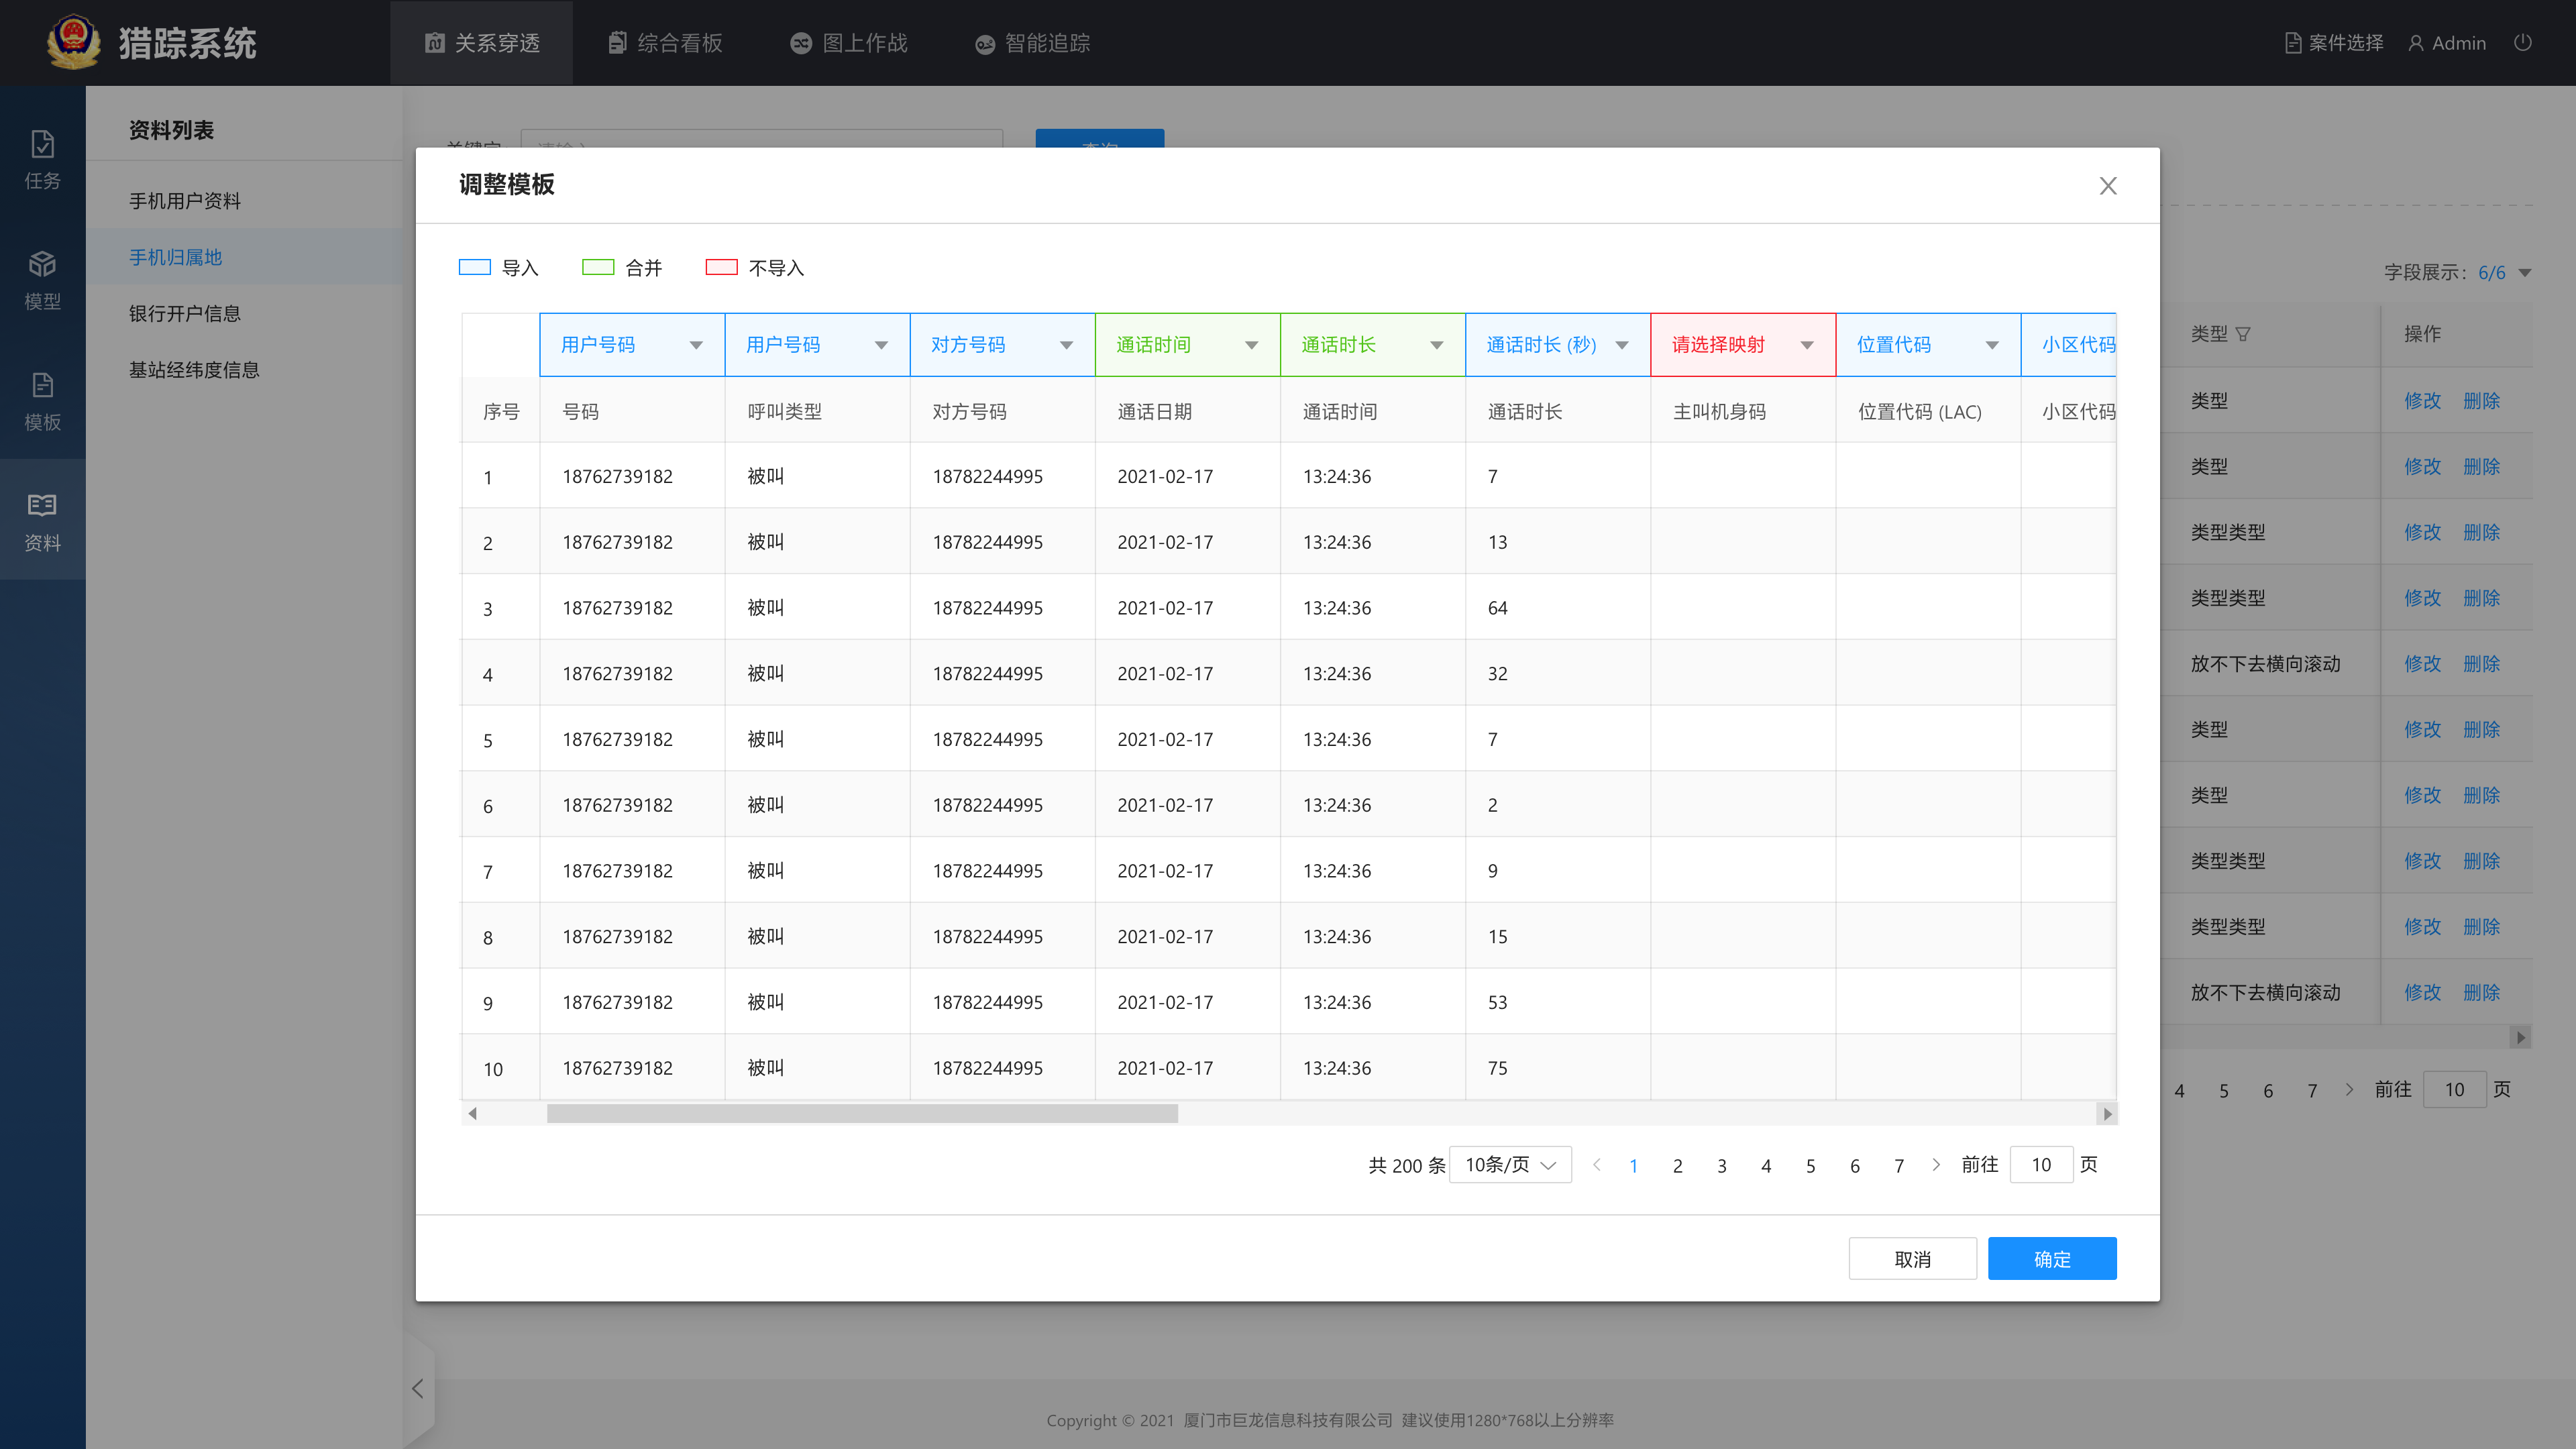 猎踪系统
关系穿透
综合看板
图上作战
智能追踪
案件选择
Admin
任务
模型
模板
资料
资料列表
手机用户资料
手机归属地
银行开户信息
基站经纬度信息
调整模板
导入 合并 不导入
用户号码 用户号码 对方号码 通话时间 通话时长 通话时长 (秒) 请选择映射 位置代码 小区代码
序号 号码 呼叫类型 对方号码 通话日期 通话时间 通话时长 主叫机身码 位置代码 (LAC) 小区代码
1 18762739182 被叫 18782244995 2021-02-17 13:24:36 7
2 18762739182 被叫 18782244995 2021-02-17 13:24:36 13
3 18762739182 被叫 18782244995 2021-02-17 13:24:36 64
4 18762739182 被叫 18782244995 2021-02-17 13:24:36 32
5 18762739182 被叫 18782244995 2021-02-17 13:24:36 7
6 18762739182 被叫 18782244995 2021-02-17 13:24:36 2
7 18762739182 被叫 18782244995 2021-02-17 13:24:36 9
8 18762739182 被叫 18782244995 2021-02-17 13:24:36 15
9 18762739182 被叫 18782244995 2021-02-17 13:24:36 53
10 18762739182 被叫 18782244995 2021-02-17 13:24:36 75
共 200 条 10条/页 1 2 3 4 5 6 7 前往 10 页
取消 确定
字段展示: 6/6
类型 操作
类型 修改 删除
类型 修改 删除
类型类型 修改 删除
类型类型 修改 删除
放不下去横向滚动 修改 删除
类型 修改 删除
类型 修改 删除
类型类型 修改 删除
类型类型 修改 删除
放不下去横向滚动 修改 删除
4 5 6 7 前往 10 页
Copyright © 2021 厦门市巨龙信息科技有限公司 建议使用1280*768以上分辨率